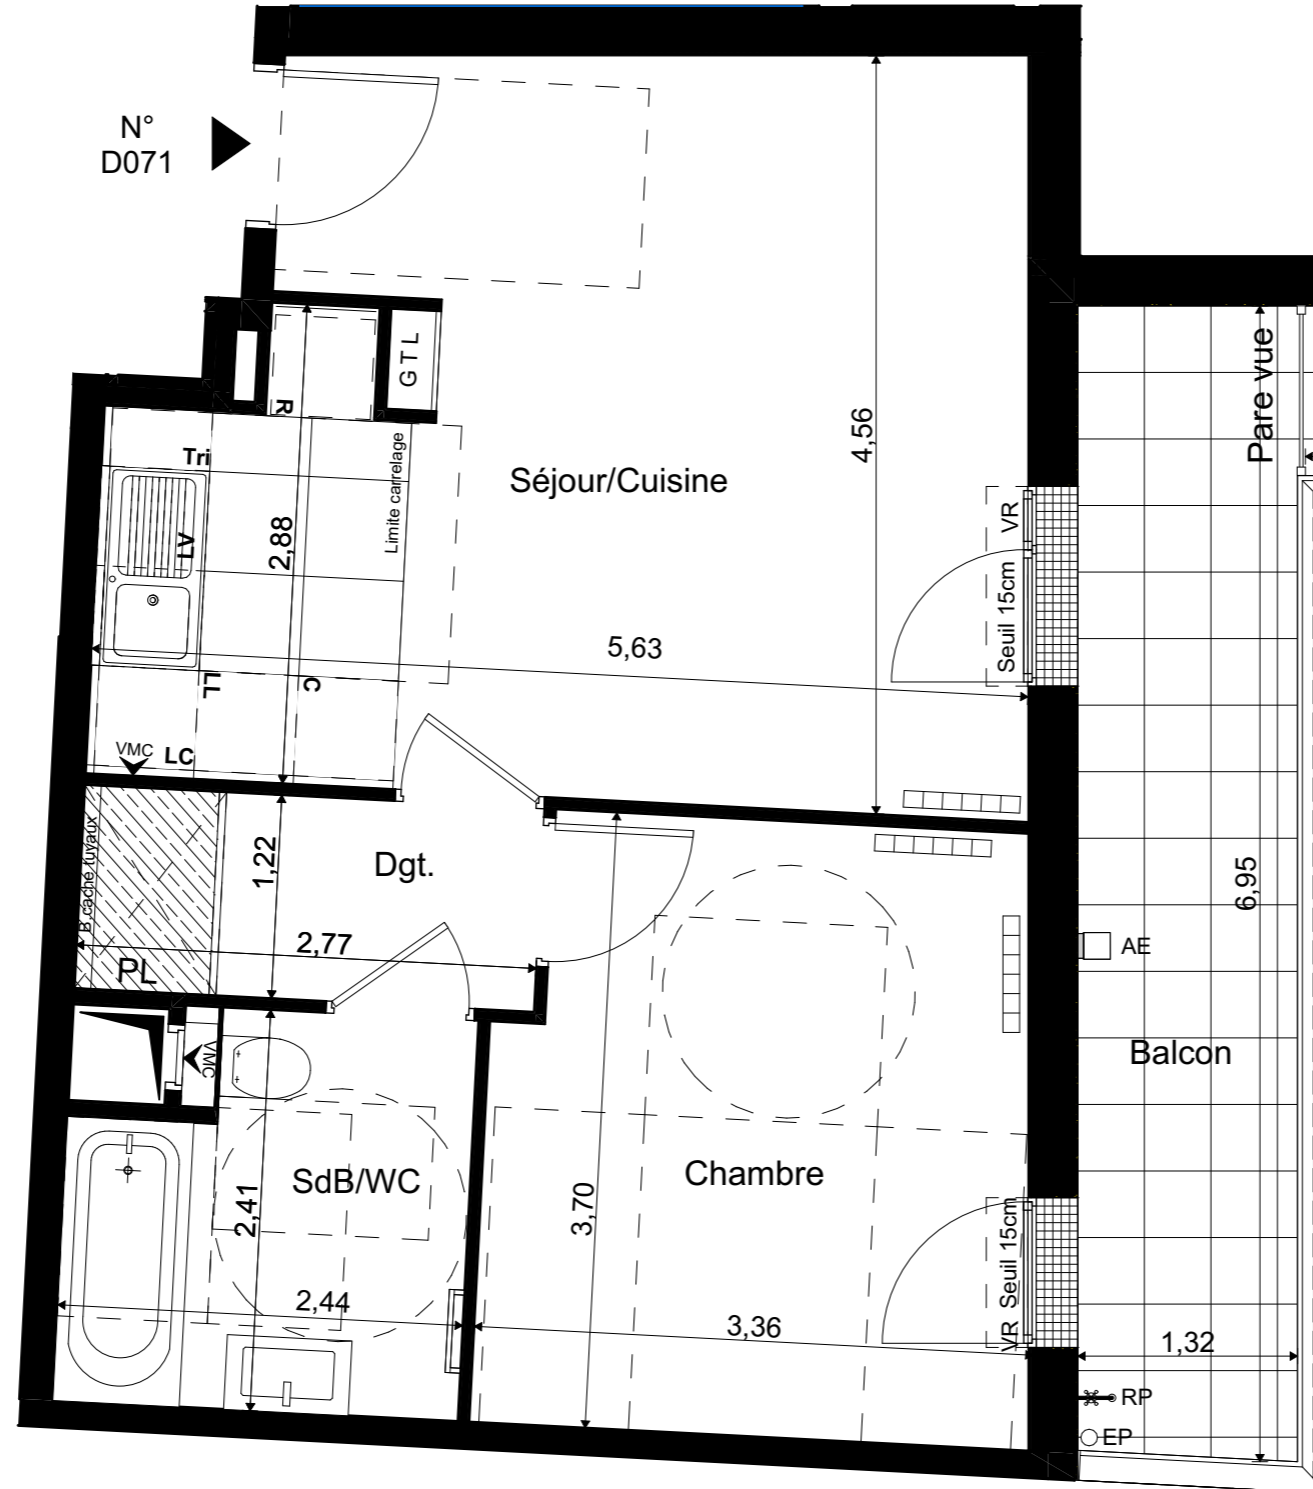 N°
D071
G T L
R
Tri
Limite carrelage
Séjour/Cuisine
4,56
Pare vue
LV
2,88
VR
Seuil 15cm
5,63
LL
C
VMC
LC
B.cache tuyaux
1,22
Dgt.
2,77
PL
6,95
AE
VMC
Balcon
SdB/WC
2,41
Chambre
3,70
2,44
3,36
VR Seuil 15cm
1,32
RP
EP